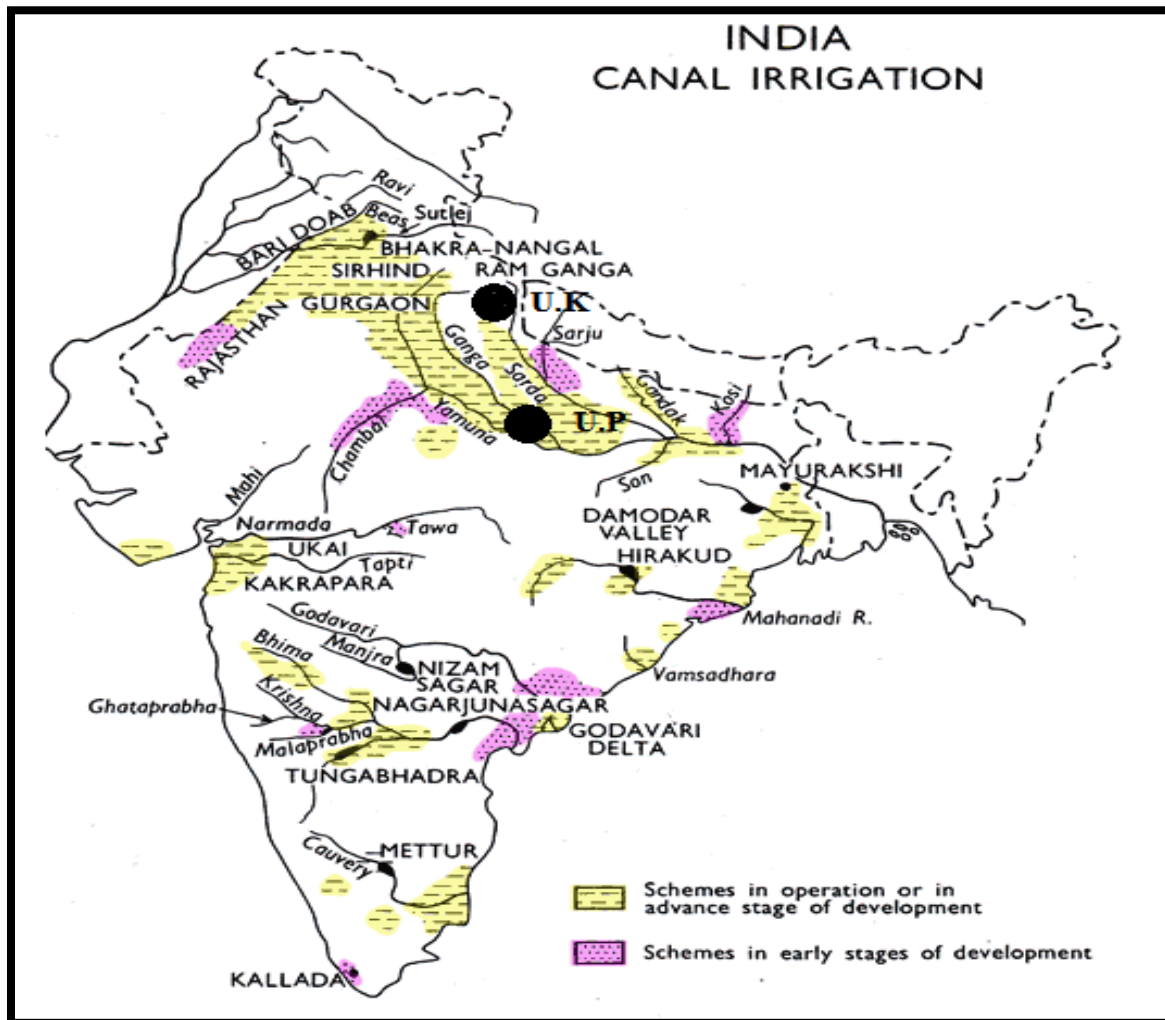 INDIA
CANAL IRRIGATION
Ravi
Beas
Sutlej
BARI DOAB
BHAKRA-NANGAL
SIRHIND
RAM GANGA
GURGAON
U.K
RAJASTHAN
Ganga
Sarda
Sarju
Gandak
Kosi
Yamuna
U.P
Chambal
Son
MAYURAKSHI
Mahi
Narmada
Tawa
DAMODAR
VALLEY
UKAI
Tapti
HIRAKUD
KAKRAPARA
Godavari
Mahanadi R.
Bhima
Manjra
NIZAM
SAGAR
Vamsadhara
Krishna
Ghataprabha
NAGARJUNASAGAR
Malaprabha
GODAVARI
DELTA
TUNGABHADRA
Cauvery
METTUR
Schemes in operation or in
advance stage of development
Schemes in early stages of development
KALLADA